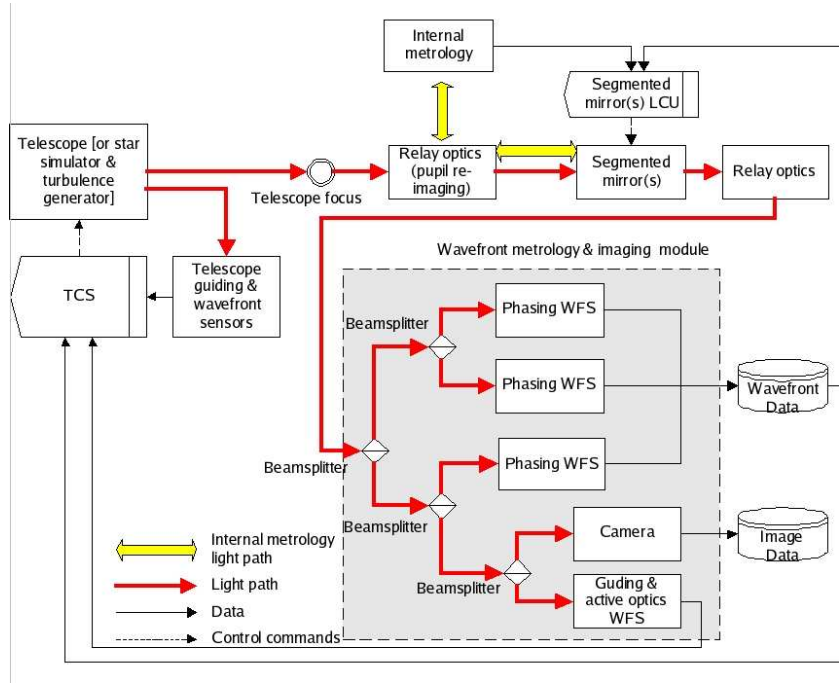 Internal
metrology
Segmented
mirror(s) LCU
Telescope [or star
simulator &
turbulence
generator]
Telescope focus
Relay optics
(pupil re-
imaging)
Segmented
mirror(s)
Relay optics
TCS
Telescope
guiding &
wavefront
sensors
Wavefront metrology & imaging module
Beamsplitter
Phasing WFS
Phasing WFS
Wavefront
Data
Beamsplitter
Phasing WFS
Beamsplitter
Camera
Image
Data
Beamsplitter
Guding &
active optics
WFS
Internal metrology
light path
Light path
Data
Control commands